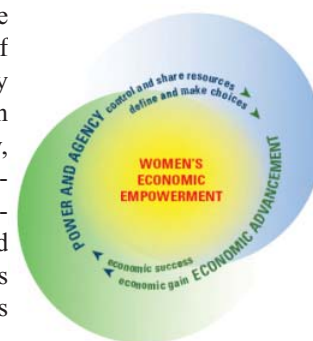 control and share resources
define and make choices
POWER AND AGENCY
WOMEN'S
ECONOMIC
EMPOWERMENT
economic success
economic gain
ECONOMIC ADVANCEMENT